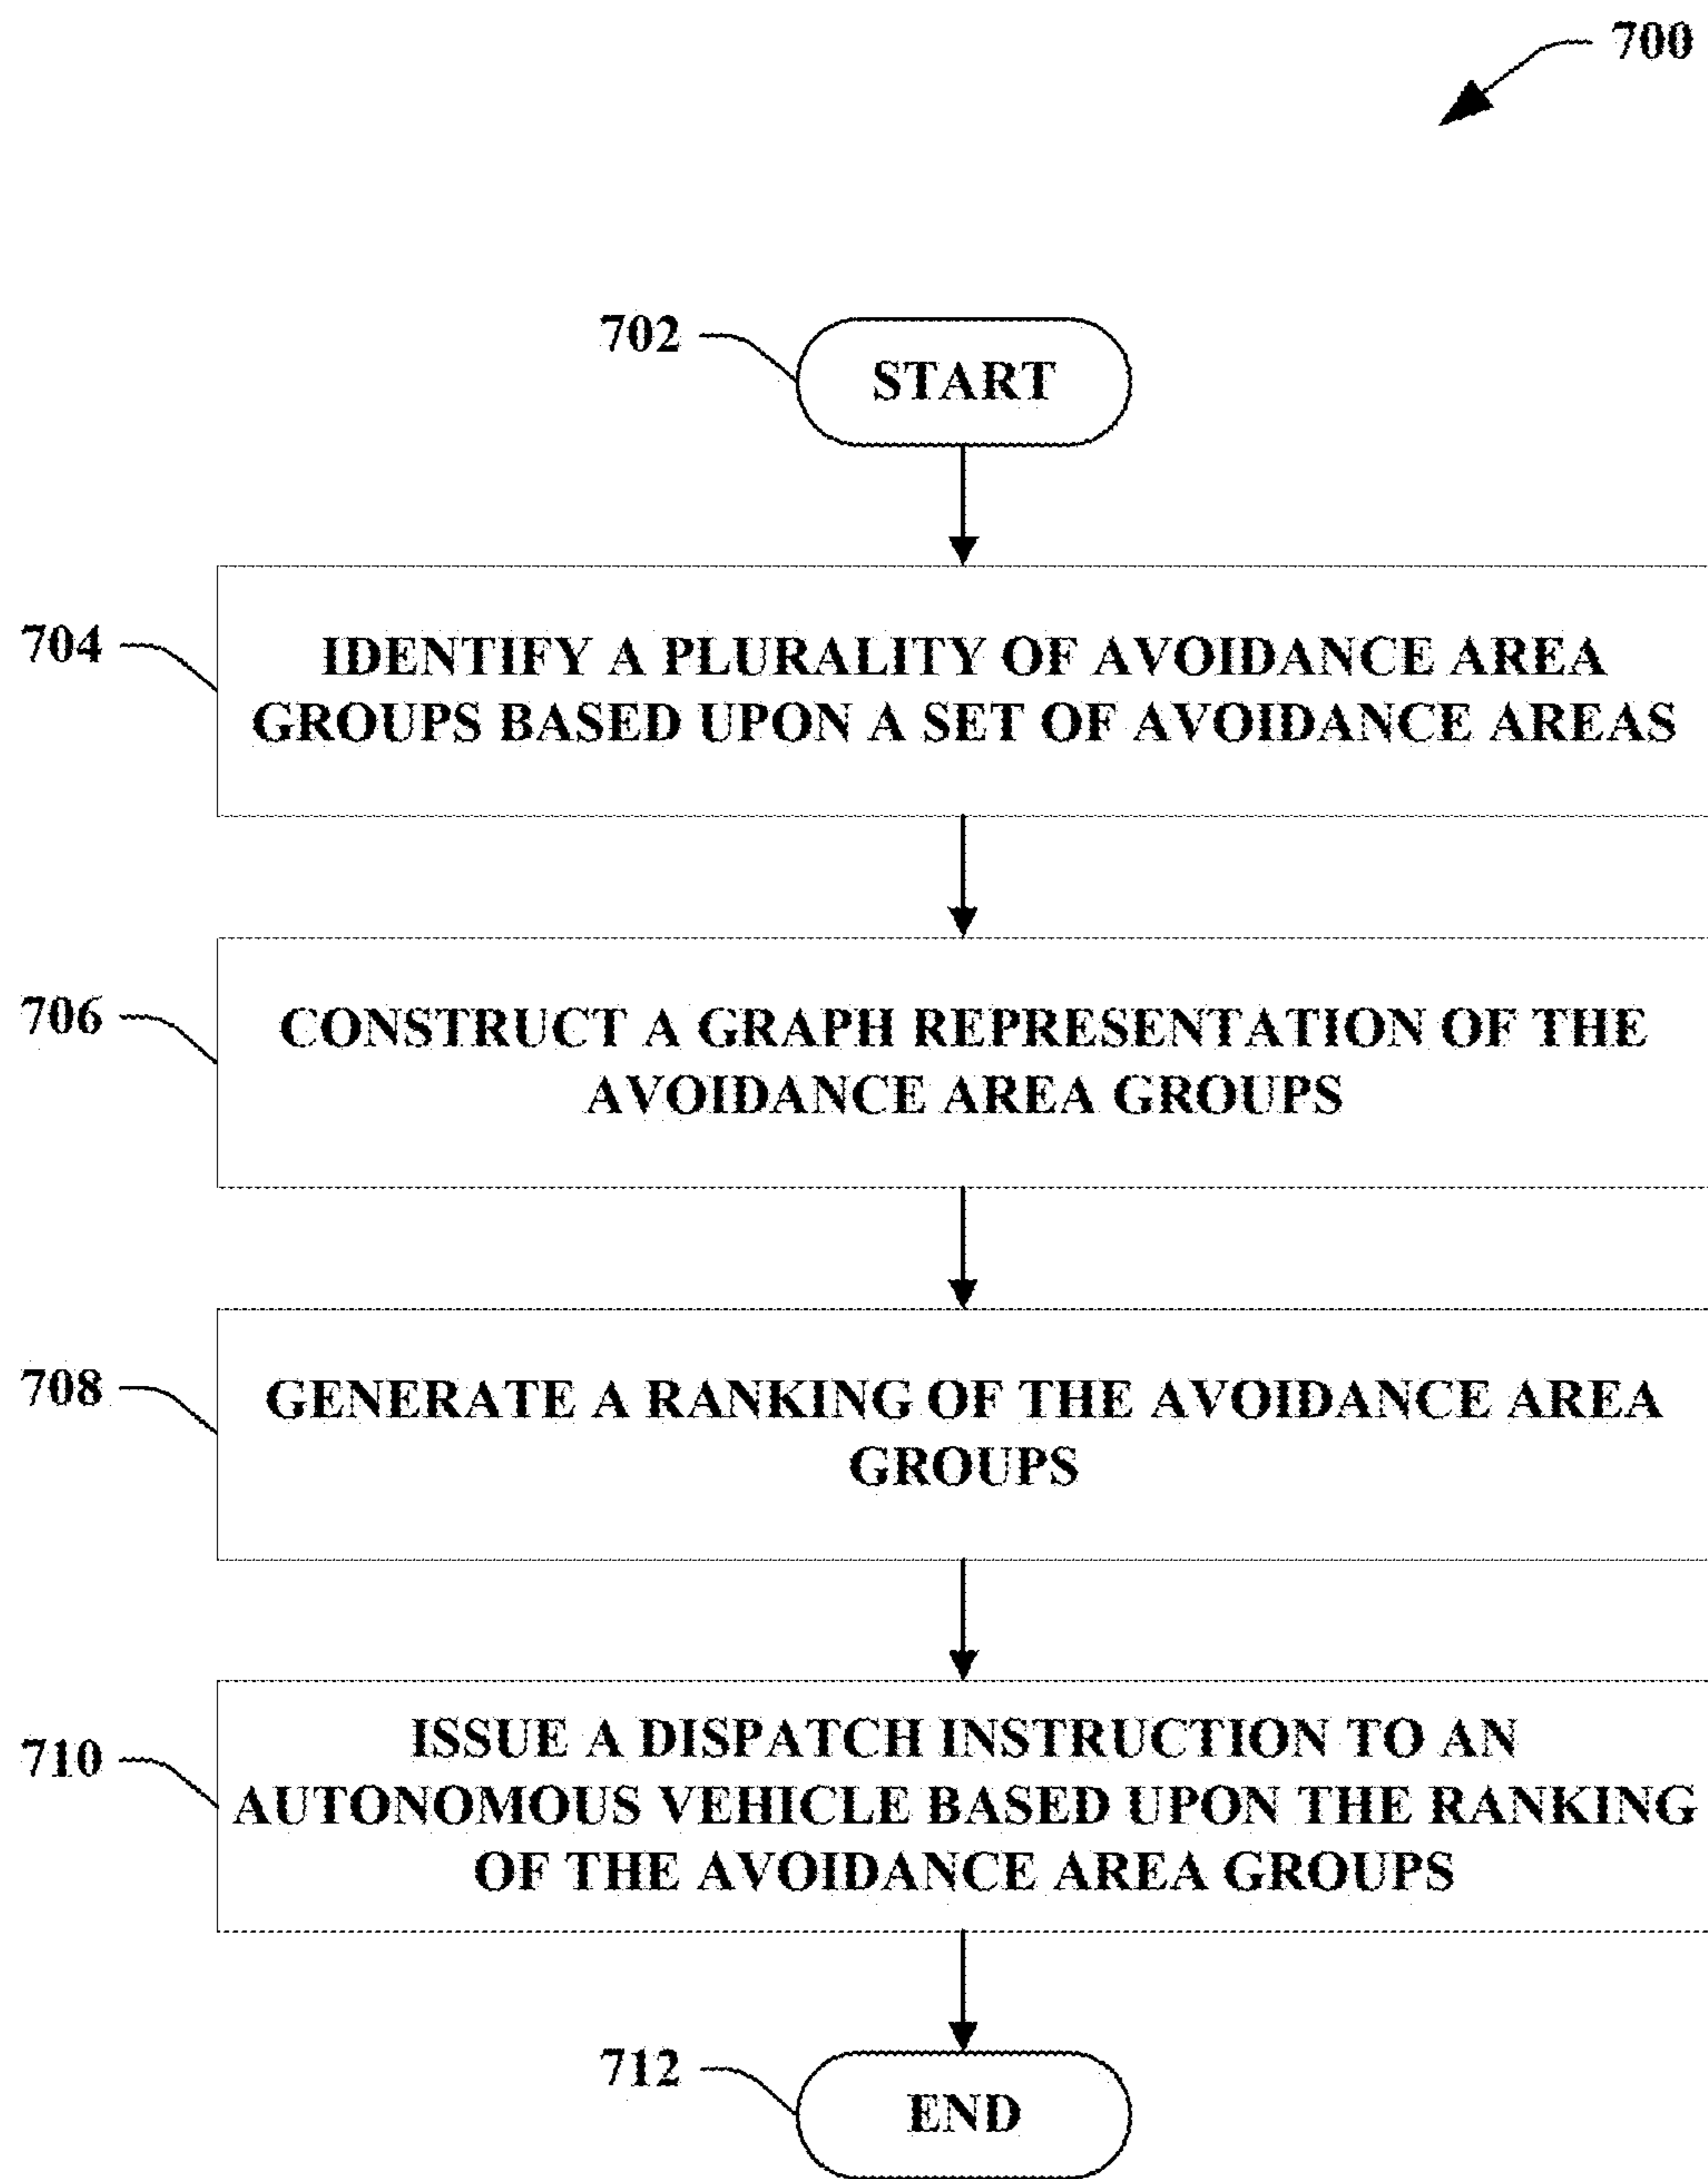 700
702
START
704
IDENTIFY A PLURALITY OF AVOIDANCE AREA
GROUPS BASED UPON A SET OF AVOIDANCE AREAS
706
CONSTRUCT A GRAPH REPRESENTATION OF THE
AVOIDANCE AREA GROUPS
708
GENERATE A RANKING OF THE AVOIDANCE AREA
GROUPS
710
ISSUE A DISPATCH INSTRUCTION TO AN
AUTONOMOUS VEHICLE BASED UPON THE RANKING
OF THE AVOIDANCE AREA GROUPS
712
END